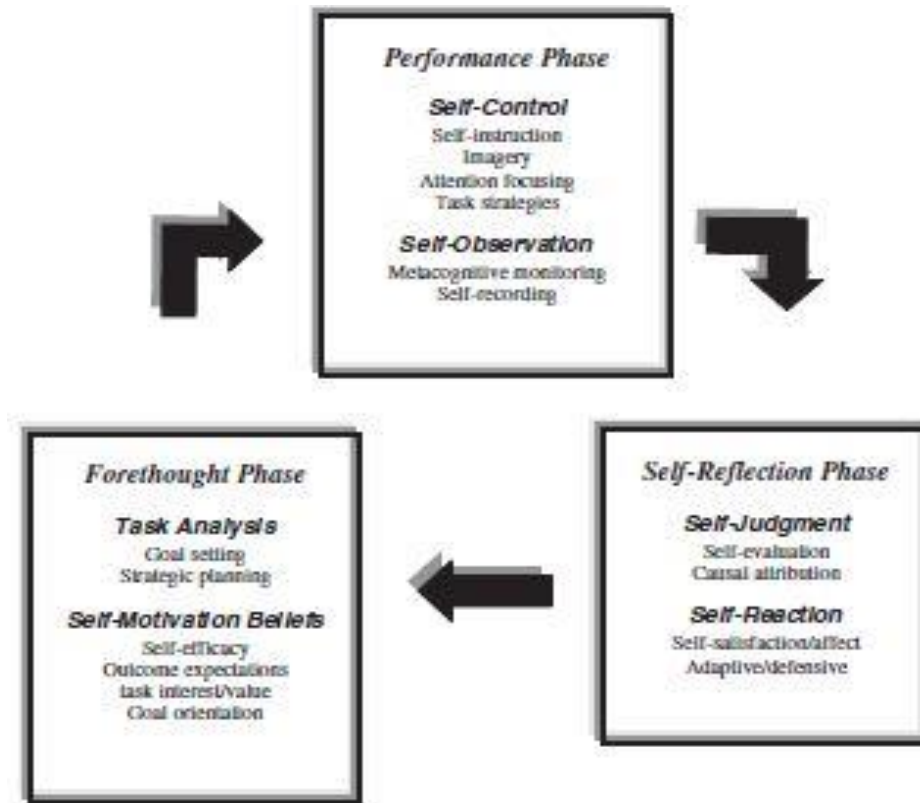 Performance Phase
Self-Control
Self-instruction
Imagery
Attention focusing
Task strategies
Self-Observation
Metacognitive monitoring
Self-recording
Forethought Phase
Task Analysis
Goal setting
Strategic planning
Self-Motivation Beliefs
Self-efficacy
Outcome expectations
task interest/value
Goal orientation
Self-Reflection Phase
Self-Judgment
Self-evaluation
Causal attribution
Self-Reaction
Self-satisfaction/affect
Adaptive/defensive